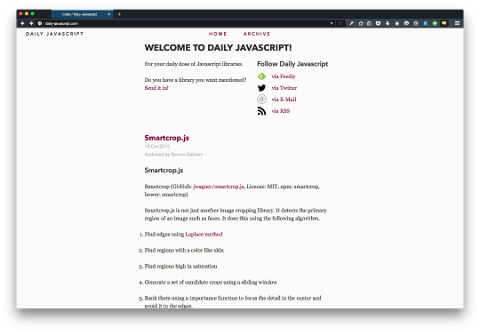 Index / Daily Javascript
daily-javascript.com
DAILY JAVASCRIPT
HOME
ARCHIVE
WELCOME TO DAILY JAVASCRIPT!
For your daily dose of Javascript libraries.
Do you have a library you want mentioned?
Send it in!
Follow Daily Javascript
via Feedly
via Twitter
via E-Mail
via RSS
Smartcrop.js
15 Oct 2015
Smartcrop.js
Smartcrop (GitHub: jwagner/smartcrop.js, License: MIT, npm: smartcrop,
bower: smartcrop)
Smartcrop.js is not just another image cropping library. It detects the primary
region of an image such as faces. It does this using the following algorithm.
1. Find edges using Laplace method
2. Find regions with a color like skin
3. Find regions high in saturation
4. Generate a set of candidate crops using a sliding window
5. Rank them using a importance function to focus the detail in the center and
avoid it in the edges.